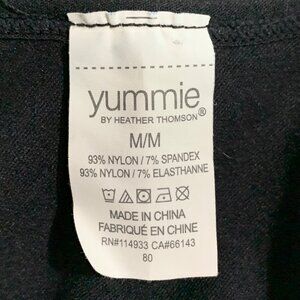 yummie®
BY HEATHER THOMSON
M/M
93% NYLON / 7% SPANDEX
93% NYLON / 7% ELASTHANNE
MADE IN CHINA
FABRIQUÉ EN CHINE
RN#114933 CA#66143
80